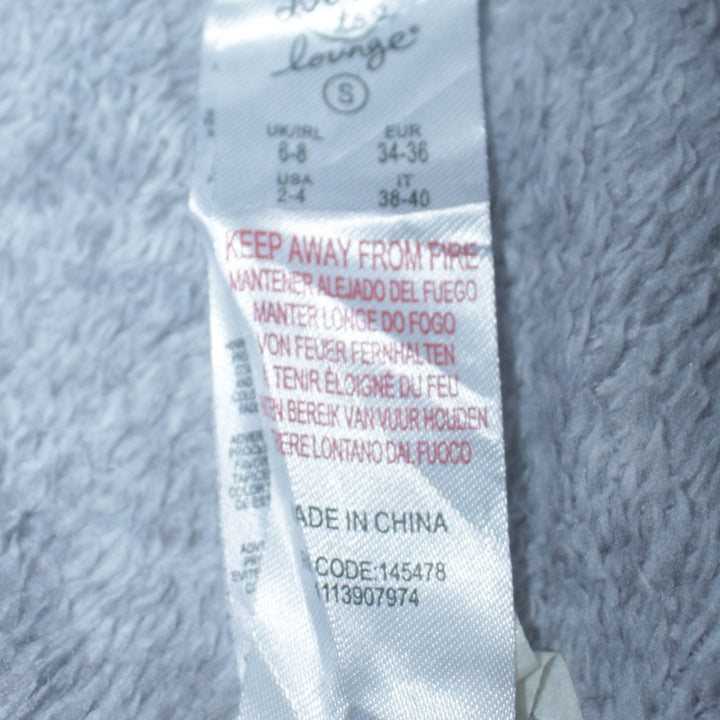 to a
lounge
S
UK/IRL EUR
6-8 34-36
USA IT
2-4 38-40
KEEP AWAY FROM FIRE
MANTENER ALEJADO DEL FUEGO
MANTER LONGE DO FOGO
VON FEUER FERNHALTEN
TENIR ÉLOIGNÉ DU FEU
BEREIK VAN VUUR HOUDEN
LONTANO DAL FUOCO
ADE IN CHINA
CODE:145478
113907974